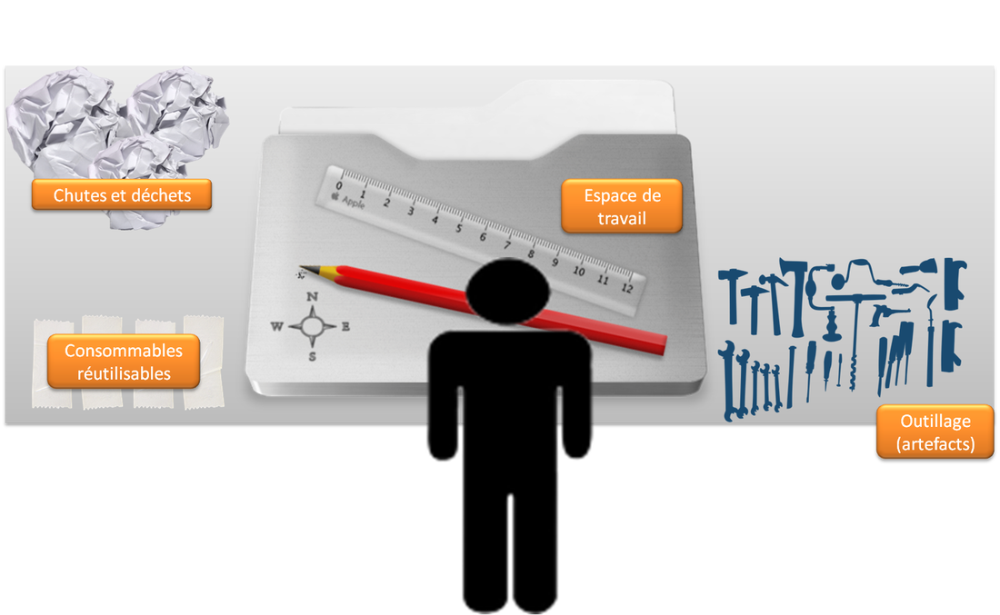 Chutes et déchets
Espace de
travail
0 1 2 3 4 5 6 7 8 9 10 11 12
Apple
N
W E
S
Consommables
réutilisables
Outillage
(artefacts)